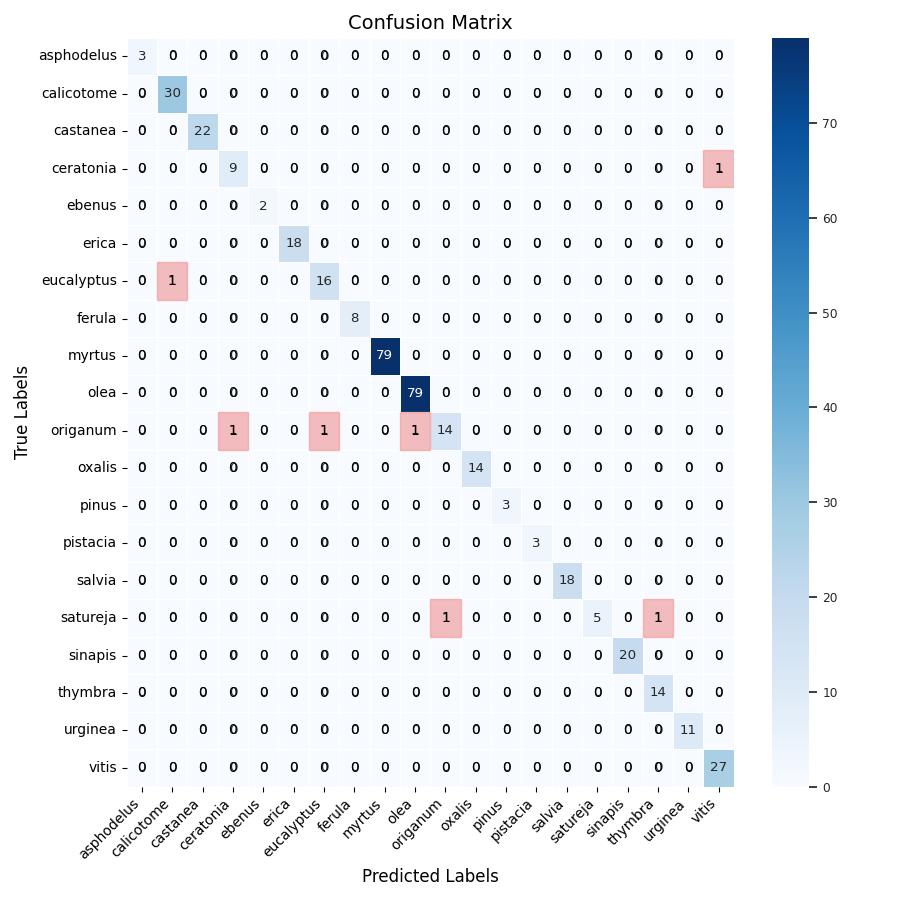 Confusion Matrix
asphodelus 3 0 0 0 0 0 0 0 0 0 0 0 0 0 0 0 0 0 0 0
calicotome 0 30 0 0 0 0 0 0 0 0 0 0 0 0 0 0 0 0 0 0
castanea 0 0 22 0 0 0 0 0 0 0 0 0 0 0 0 0 0 0 0 0
ceratonia 0 0 0 9 0 0 0 0 0 0 0 0 0 0 0 0 0 0 0 1
ebenus 0 0 0 0 2 0 0 0 0 0 0 0 0 0 0 0 0 0 0 0
erica 0 0 0 0 0 18 0 0 0 0 0 0 0 0 0 0 0 0 0 0
eucalyptus 0 1 0 0 0 0 16 0 0 0 0 0 0 0 0 0 0 0 0 0
ferula 0 0 0 0 0 0 0 8 0 0 0 0 0 0 0 0 0 0 0 0
myrtus 0 0 0 0 0 0 0 0 79 0 0 0 0 0 0 0 0 0 0 0
olea 0 0 0 0 0 0 0 0 0 79 0 0 0 0 0 0 0 0 0 0
origanum 0 0 0 1 0 0 1 0 0 1 14 0 0 0 0 0 0 0 0 0
oxalis 0 0 0 0 0 0 0 0 0 0 0 14 0 0 0 0 0 0 0 0
pinus 0 0 0 0 0 0 0 0 0 0 0 0 3 0 0 0 0 0 0 0
pistacia 0 0 0 0 0 0 0 0 0 0 0 0 0 3 0 0 0 0 0 0
salvia 0 0 0 0 0 0 0 0 0 0 0 0 0 0 18 0 0 0 0 0
satureja 0 0 0 0 0 0 0 0 0 0 1 0 0 0 0 5 0 1 0 0
sinapis 0 0 0 0 0 0 0 0 0 0 0 0 0 0 0 0 20 0 0 0
thymbra 0 0 0 0 0 0 0 0 0 0 0 0 0 0 0 0 0 14 0 0
urginea 0 0 0 0 0 0 0 0 0 0 0 0 0 0 0 0 0 0 11 0
vitis 0 0 0 0 0 0 0 0 0 0 0 0 0 0 0 0 0 0 0 27
True Labels
asphodelus calicotome castanea ceratonia ebenus erica eucalyptus ferula myrtus olea origanum oxalis pinus pistacia salvia satureja sinapis thymbra urginea vitis
Predicted Labels
70
60
50
40
30
20
10
0